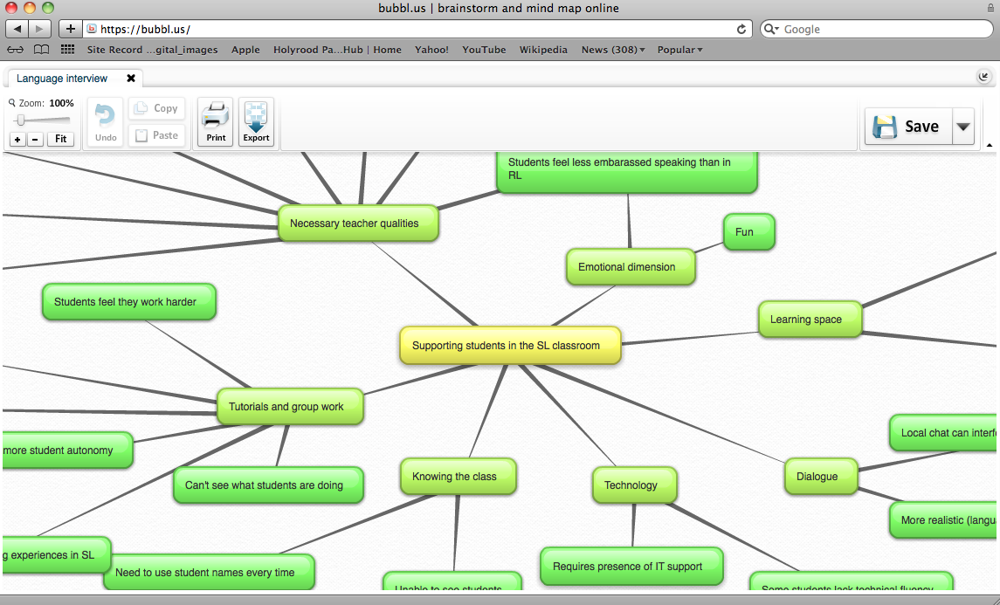 bubbl.us | brainstorm and mind map online
https://bubbl.us/
Google
Site Record ...gital_images Apple Holyrood Pa...Hub | Home Yahoo! YouTube Wikipedia News (308) Popular
Language interview
Zoom: 100%
+ - Fit
Undo
Copy
Paste
Print
Export
Save
Students feel less embarassed speaking than in
RL
Necessary teacher qualities
Fun
Emotional dimension
Students feel they work harder
Learning space
Supporting students in the SL classroom
Tutorials and group work
more student autonomy
Local chat can interf
Can't see what students are doing
Knowing the class
Technology
Dialogue
More realistic (langu
g experiences in SL
Need to use student names every time
Requires presence of IT support
Unable to see students
Some students lack technical fluency